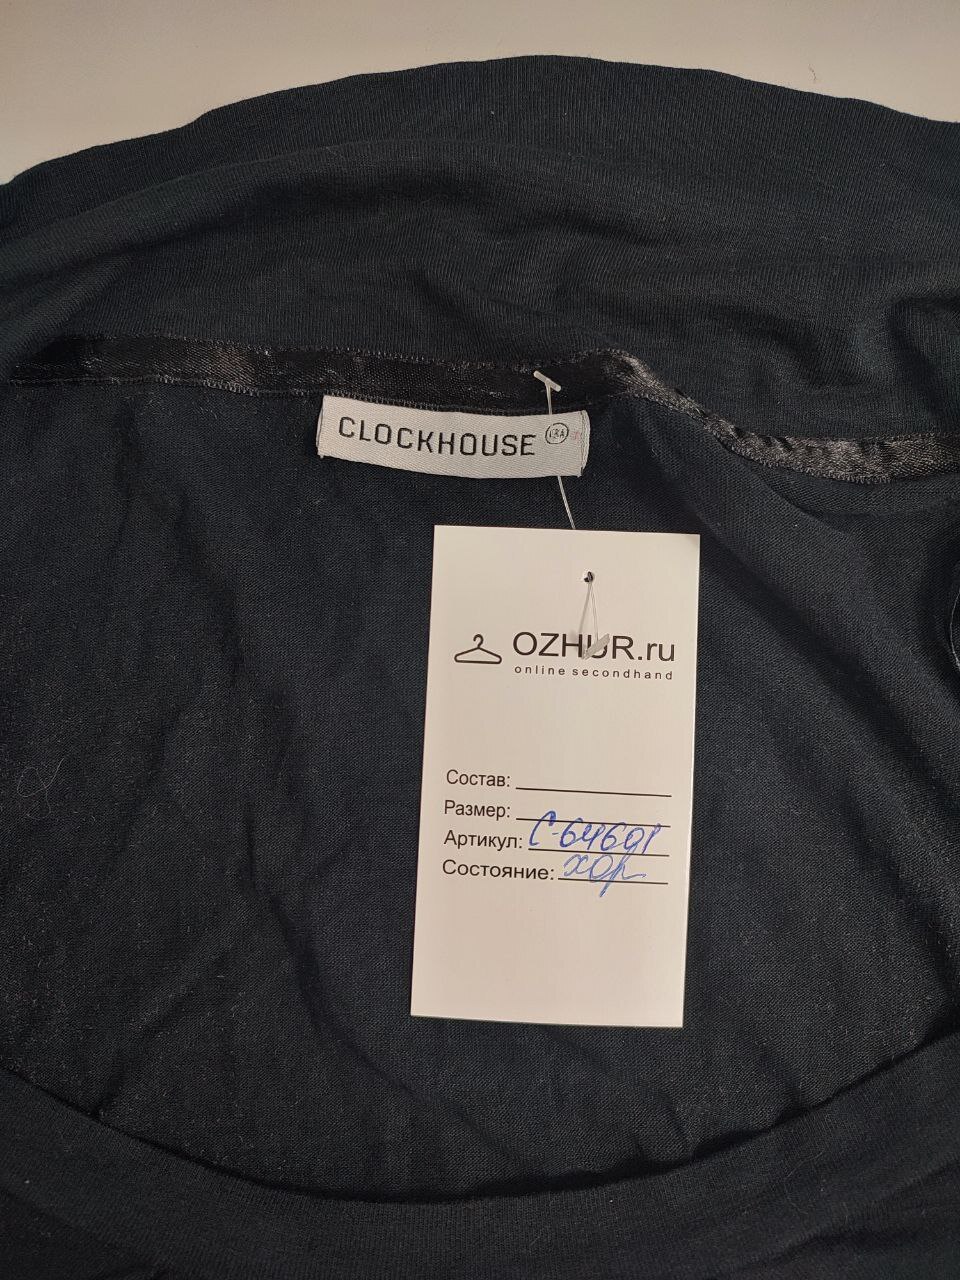 CLOCKHOUSE C&A
OZHUR.ru
online secondhand
Состав:
Размер:
Артикул: С-64691
Состояние: хор